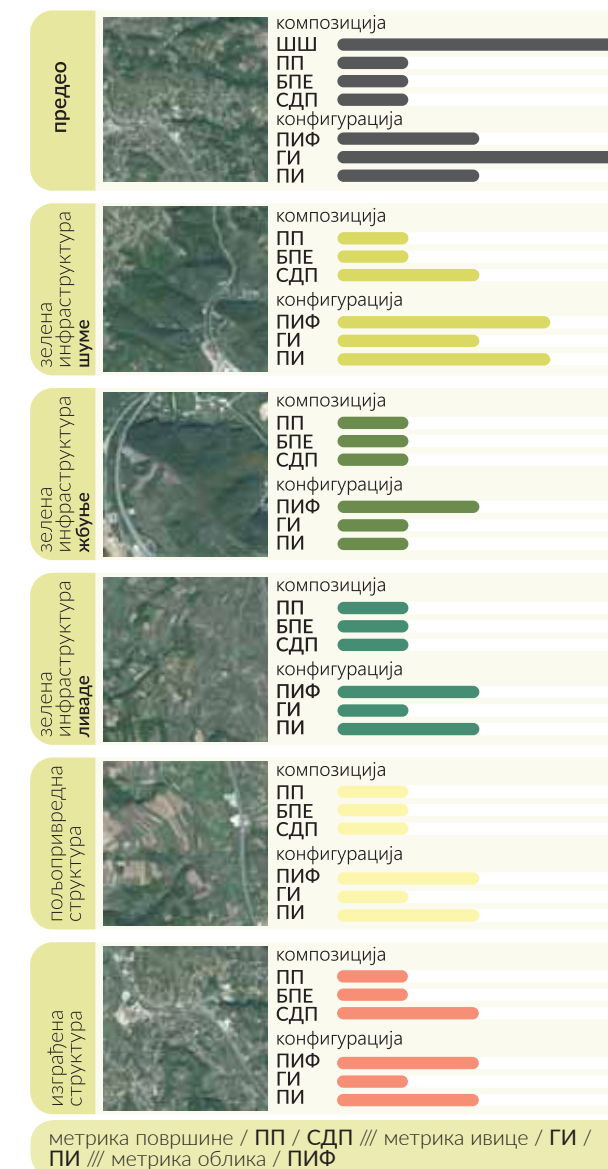 предео
композиција
ШШ
ПП
БПЕ
СДП
конфигурација
ПИФ
ГИ
ПИ
зелена
инфраструктура
шуме
композиција
ПП
БПЕ
СДП
конфигурација
ПИФ
ГИ
ПИ
зелена
инфраструктура
жбуње
композиција
ПП
БПЕ
СДП
конфигурација
ПИФ
ГИ
ПИ
зелена
инфраструктура
ливаде
композиција
ПП
БПЕ
СДП
конфигурација
ПИФ
ГИ
ПИ
пољопривредна
структура
композиција
ПП
БПЕ
СДП
конфигурација
ПИФ
ГИ
ПИ
изграђена
структура
композиција
ПП
БПЕ
СДП
конфигурација
ПИФ
ГИ
ПИ
метрика површине / ПП / СДП /// метрика ивице / ГИ /
ПИ /// метрика облика / ПИФ